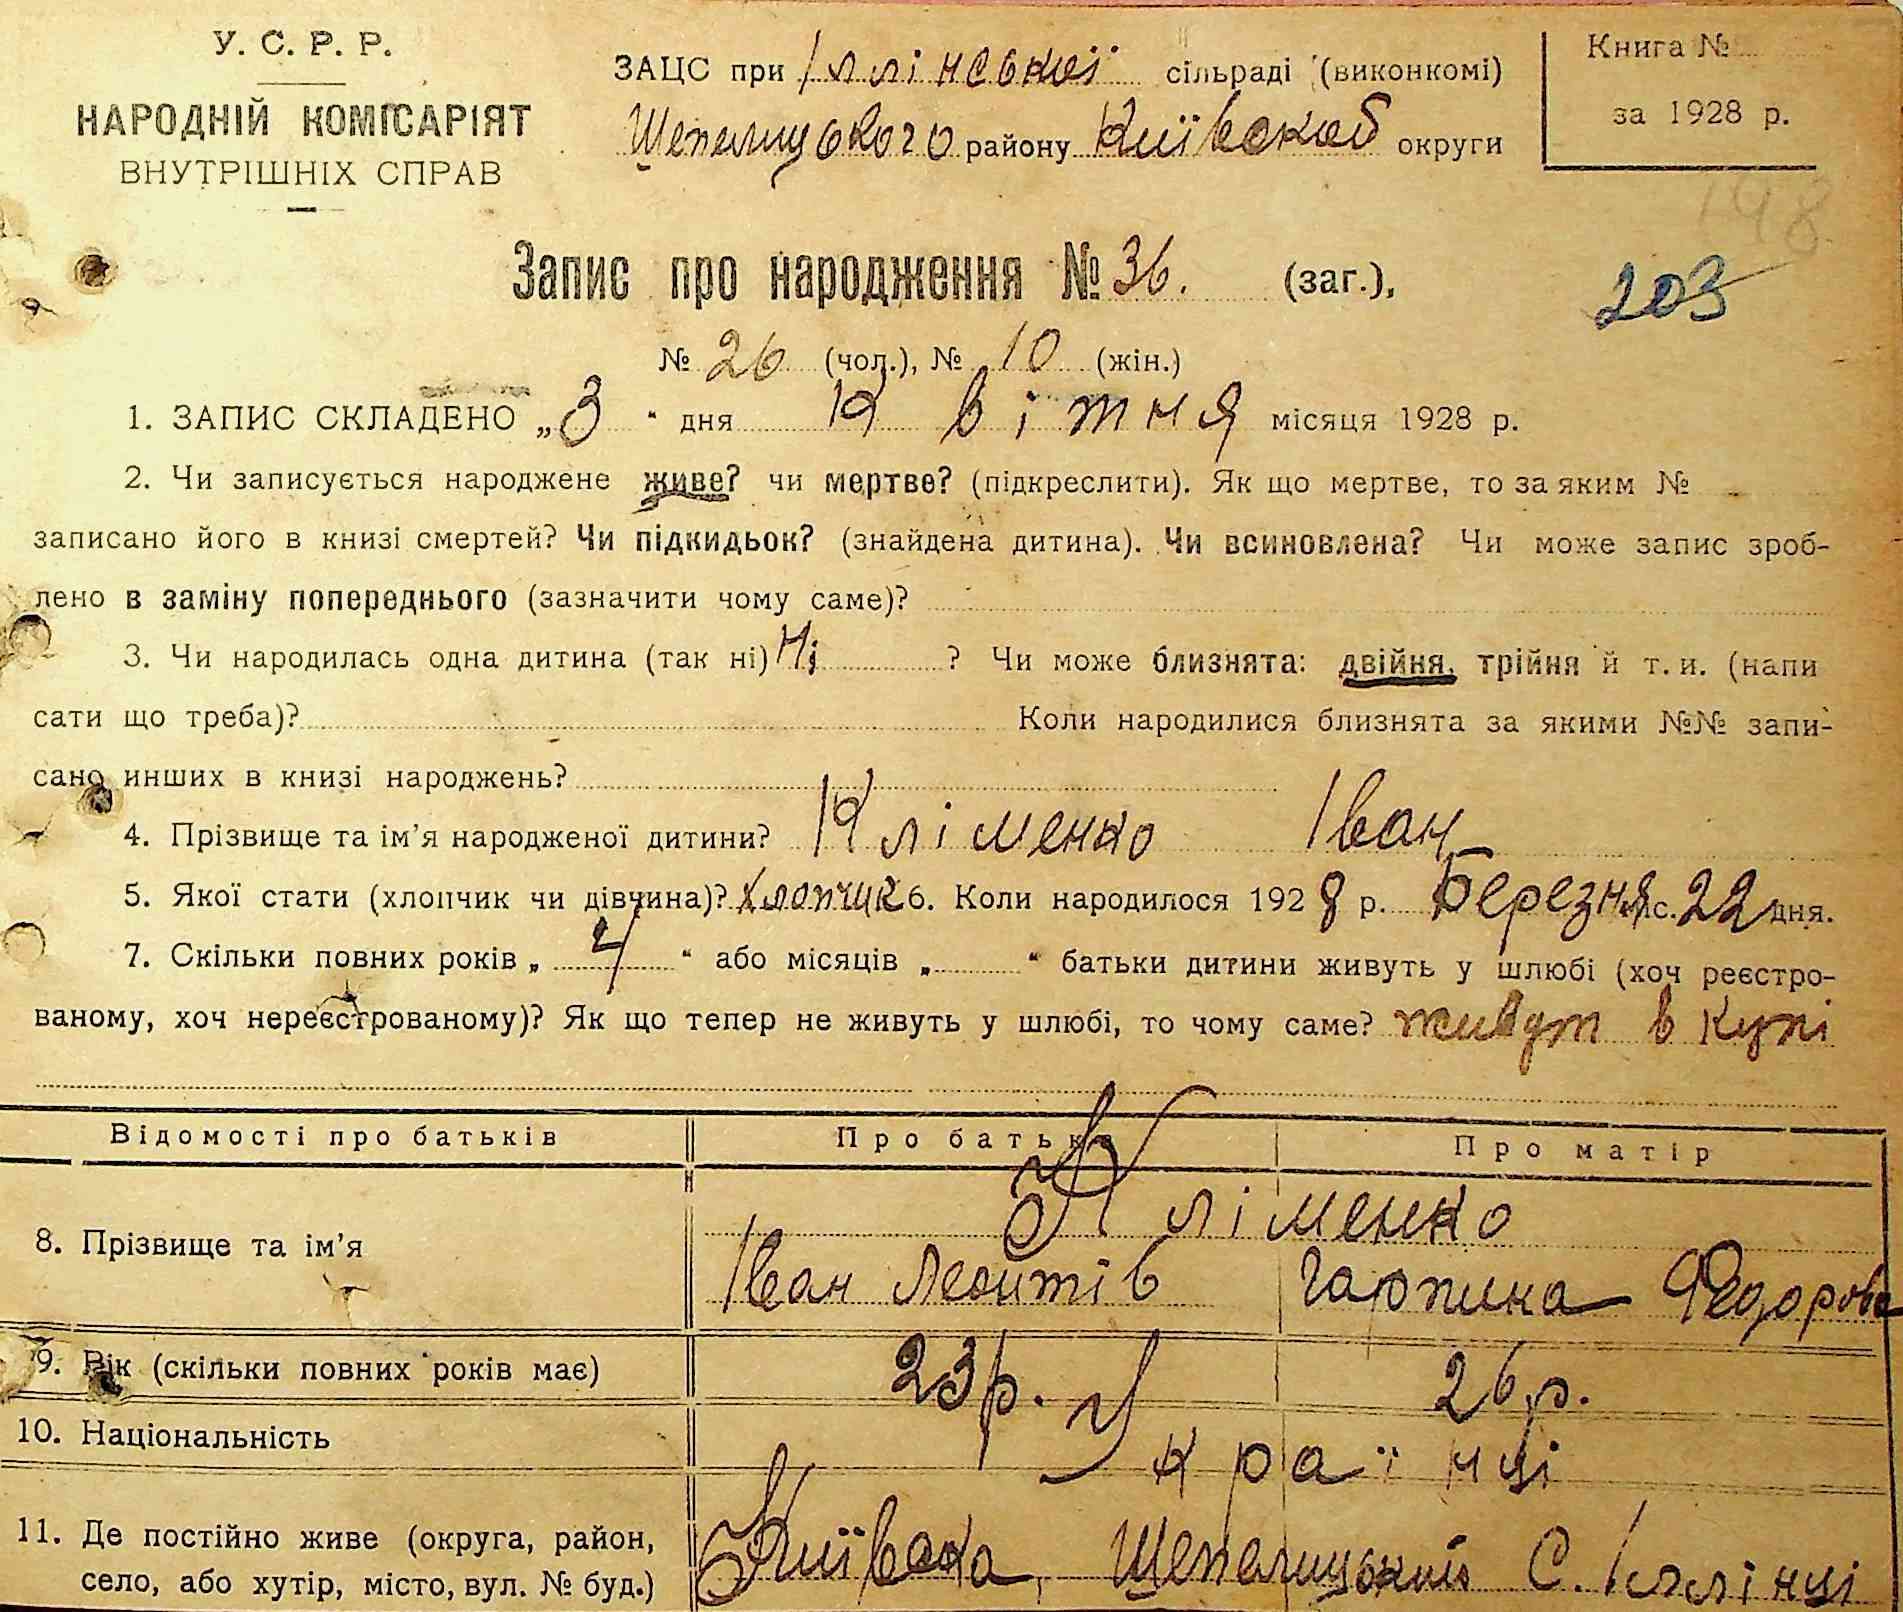 У. С. Р. Р.
НАРОДНІЙ КОМІСАРІЯТ
ВНУТРІШНІХ СПРАВ
ЗАЦС при Іллінської сільраді (виконкомі)
Шепелицького району Київської округи
Книга №
за 1928 р.
198
203
Запис про народження № 36. (заг.),
№ 26 (чол.), № 10 (жін.)
1. ЗАПИС СКЛАДЕНО „3“ дня Квітня місяця 1928 р.
2. Чи записується народжене живе? чи мертве? (підкреслити). Як що мертве, то за яким №
записано його в книзі смертей? Чи підкидьок? (знайдена дитина). Чи всиновлена? Чи може запис зроб-
лено в заміну попереднього (зазначити чому саме)?
3. Чи народилась одна дитина (так ні) Ні ? Чи може близнята: двійня, трійня й т. и. (напи
сати що треба)? Коли народилися близнята за якими №№ запи-
сано инших в книзі народжень?
4. Прізвище та ім'я народженої дитини? Кліменко Іван
5. Якої стати (хлопчик чи дівчина)? хлопчик 6. Коли народилося 1928 р. Березня міс. 22 дня.
7. Скільки повних років „ 4 “ або місяців „ “ батьки дитини живуть у шлюбі (хоч реєстро-
ваному, хоч нереєстрованому)? Як що тепер не живуть у шлюбі, то чому саме? живут в купі
Відомості про батьків Про батька Про матір
8. Прізвище та ім'я Кліменко
Іван Леонтів Гарпина Федорова
9. Вік (скільки повних років має) 23 р. 26 р.
10. Національність Українці
11. Де постійно живе (округа, район,
село, або хутір, місто, вул. № буд.) Київська, Шепелицький С. Іллінці